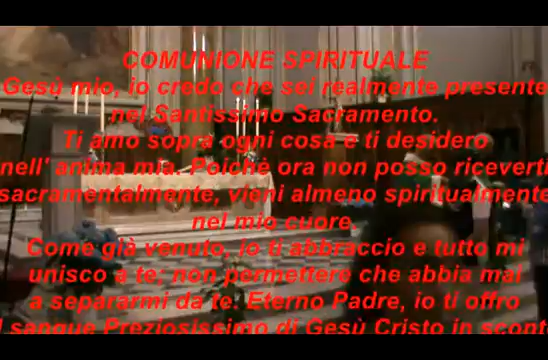 COMUNIONE SPIRITUALE
Gesù mio, io credo che sei realmente presente
nel Santissimo Sacramento.
Ti amo sopra ogni cosa e ti desidero
nell' anima mia. Poichè ora non posso riceverti
sacramentalmente, vieni almeno spiritualmente
nel mio cuore
Come già venuto, io ti abbraccio e tutto mi
unisco a te; non permettere che abbia mai
a separarmi da te. Eterno Padre, io ti offro
il sangue Preziosissimo di Gesù Cristo in sconto